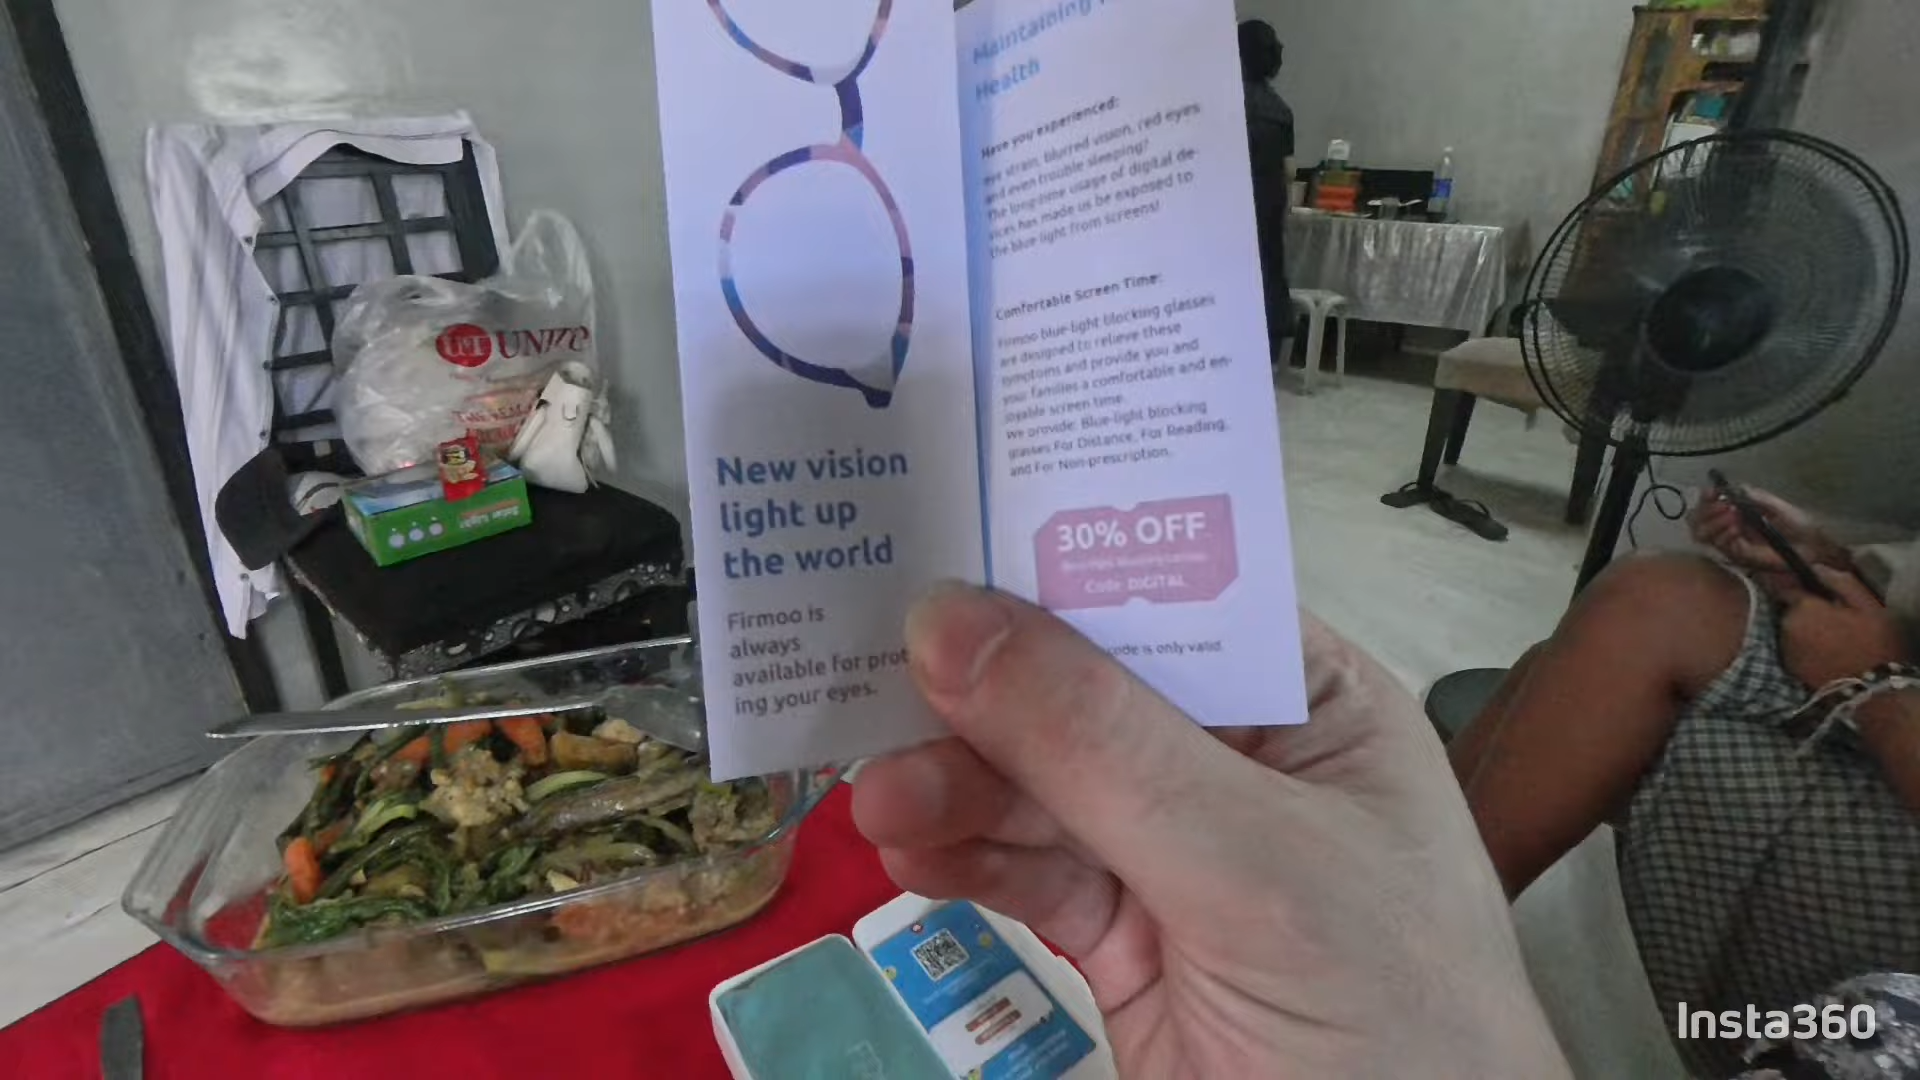 Maintaining
Health
Have you experienced:
eye strain, blurred vision, red eyes
and even trouble sleeping?
The long-time usage of digital de-
vices has made us be exposed to
the blue light from screens!
Comfortable Screen Time:
Firmoo blue-light blocking glasses
are designed to relieve these
symptoms and provide you and
your families a comfortable and en-
joyable screen time.
We provide: Blue-light blocking
glasses For Distance, For Reading,
and For Non-prescription.
30% OFF
Code: DIGITAL
code is only valid
New vision
light up
the world
Firmoo is
always
available for prot
ing your eyes.
UT
Solar Light
Insta360